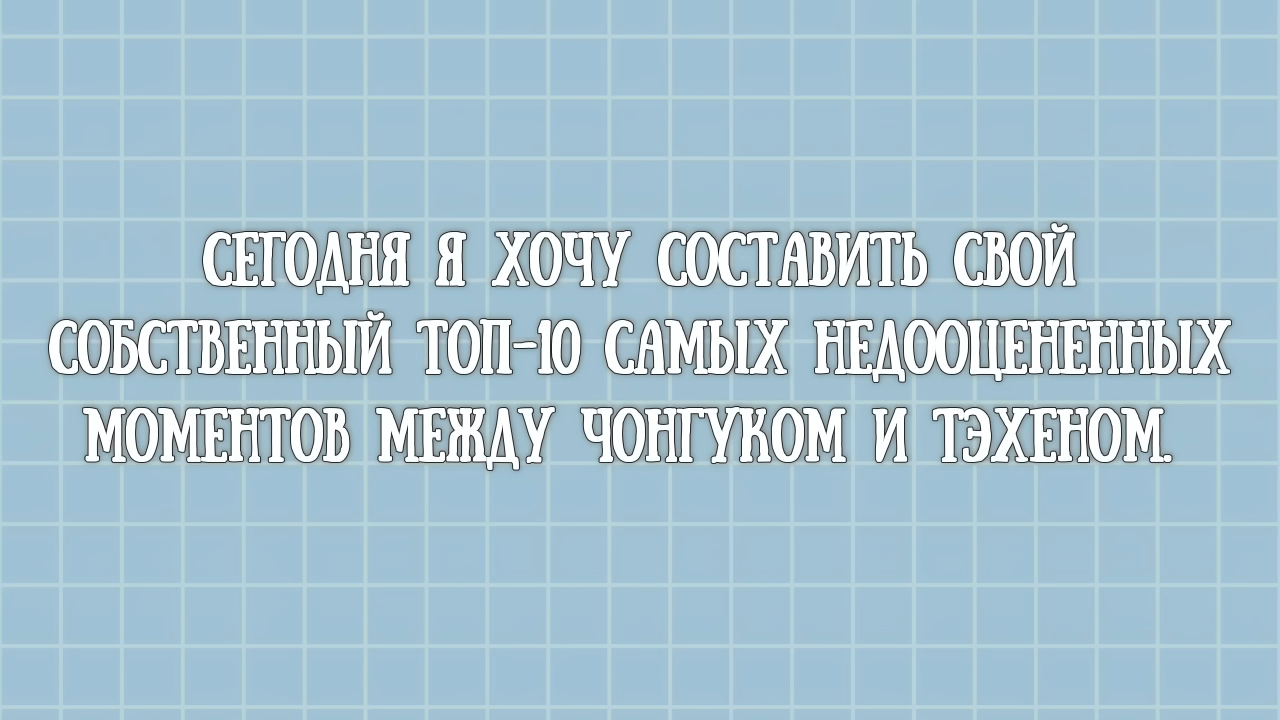 СЕГОДНЯ Я ХОЧУ СОСТАВИТЬ СВОЙ
СОБСТВЕННЫЙ ТОП-10 САМЫХ НЕДООЦЕНЕННЫХ
МОМЕНТОВ МЕЖДУ ЧОНГУКОМ И ТЭХЕНОМ.